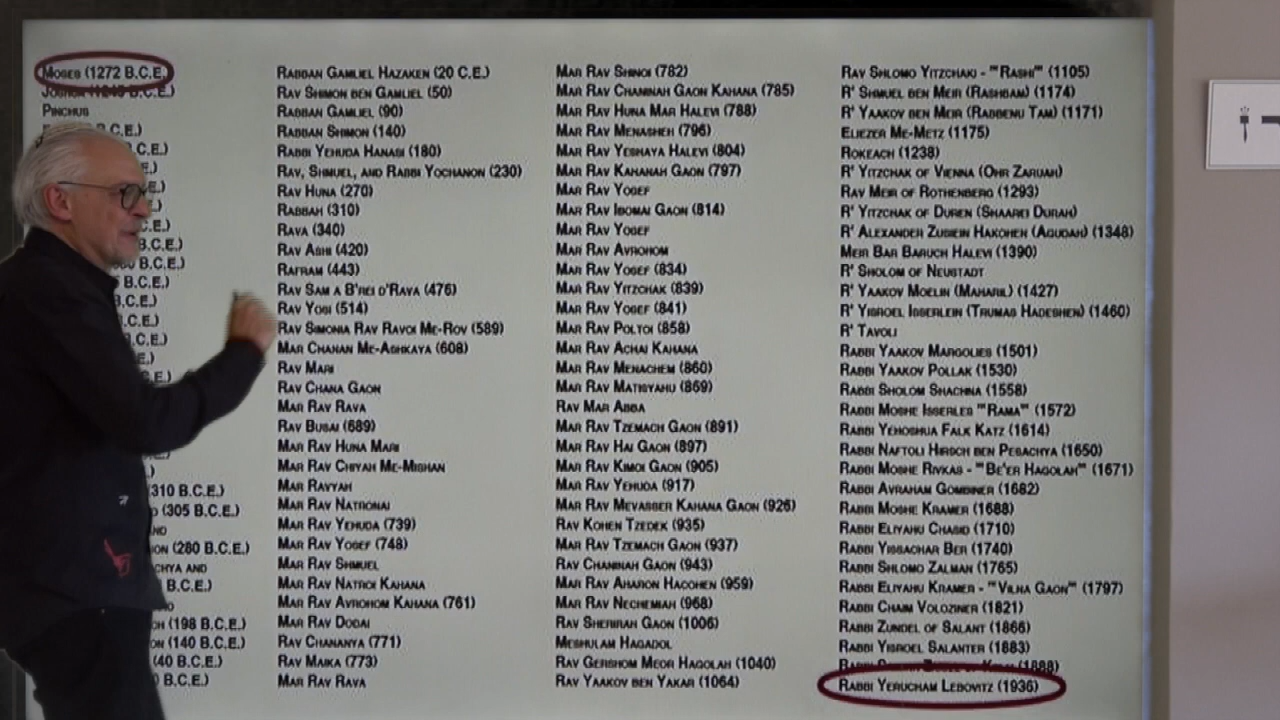 Moses (1272 B.C.E.
Joshua (1245 B.C.E.)
Pinchus
B.C.E.)
.C.E.)
E.)
.E.)
.E.)
C.E.)
B.C.E.)
B.C.E.)
B.C.E.)
.C.E.)
.C.E.)
E.)
C.E.)
310 B.C.E.)
(305 B.C.E.)
ND
ON (280 B.C.E.)
CHYA AND
B.C.E.)
CH (198 B.C.E.)
ON (140 B.C.E.)
(40 B.C.E.)
0 B.C.E.)
Rabban Gamliel Hazaken (20 C.E.)
Rav Shimon ben Gamliel (50)
Rabban Gamliel (90)
Rabban Shimon (140)
Rabbi Yehuda Hanasi (180)
Rav, Shmuel, and Rabbi Yochonon (230)
Rav Huna (270)
Rabbah (310)
Rava (340)
Rav Ashi (420)
Rafram (443)
Rav Sam a B'rei d'Rava (476)
Rav Yosi (514)
Rav Simonia Rav Ravoi Me-Rov (589)
Mar Chanan Me-Ashkaya (608)
Rav Mari
Rav Chana Gaon
Mar Rav Rava
Rav Busai (689)
Mar Rav Huna Mari
Mar Rav Chiyah Me-Mishan
Mar Ravyah
Mar Rav Natronai
Mar Rav Yehuda (739)
Mar Rav Yosef (748)
Mar Rav Shmuel
Mar Rav Natroi Kahana
Mar Rav Avrohom Kahana (761)
Mar Rav Dodai
Rav Chananya (771)
Rav Maika (773)
Mar Rav Rava
Mar Rav Shinoi (782)
Mar Rav Chaninah Gaon Kahana (785)
Mar Rav Huna Mar Halevi (788)
Mar Rav Menasheh (796)
Mar Rav Yeshaya Halevi (804)
Mar Rav Kahanah Gaon (797)
Mar Rav Yosef
Mar Rav Ibomai Gaon (814)
Mar Rav Yosef
Mar Rav Avrohom
Mar Rav Yosef (834)
Mar Rav Yitzchak (839)
Mar Rav Yosef (841)
Mar Rav Poltoi (858)
Mar Rav Achai Kahana
Mar Rav Menachem (860)
Mar Rav Matisyahu (869)
Rav Mar Abba
Mar Rav Tzemach Gaon (891)
Mar Rav Hai Gaon (897)
Mar Rav Kimoi Gaon (905)
Mar Rav Yehuda (917)
Mar Rav Mevasser Kahana Gaon (926)
Rav Kohen Tzedek (935)
Mar Rav Tzemach Gaon (937)
Rav Chaninah Gaon (943)
Mar Rav Aharon Hacohen (959)
Mar Rav Nechemiah (968)
Rav Sherirah Gaon (1006)
Meshulam Hagadol
Rav Gershom Meor Hagolah (1040)
Rav Yaakov ben Yakar (1064)
Rav Shlomo Yitzchaki - "'Rashi"' (1105)
R' Shmuel ben Meir (Rashbam) (1174)
R' Yaakov ben Meir (Rabbenu Tam) (1171)
Eliezer Me-Metz (1175)
Rokeach (1238)
R' Yitzchak of Vienna (Ohr Zaruah)
Rav Meir of Rothenberg (1293)
R' Yitzchak of Duren (Shaarei Durah)
R' Alexander Zusiein Hakohen (Agudah) (1348)
Meir Bar Baruch Halevi (1390)
R' Sholom of Neustadt
R' Yaakov Moelin (Maharil) (1427)
R' Yisroel Isserlein (Trumas Hadeshen) (1460)
R' Tavoli
Rabbi Yaakov Margolies (1501)
Rabbi Yaakov Pollak (1530)
Rabbi Sholom Shachna (1558)
Rabbi Moshe Isserles "'Rama"' (1572)
Rabbi Yehoshua Falk Katz (1614)
Rabbi Naftoli Hirsch ben Pesachya (1650)
Rabbi Moshe Rivkas - "'Be'er Hagolah" (1671)
Rabbi Avraham Gombiner (1682)
Rabbi Moshe Kramer (1688)
Rabbi Eliyahu Chasid (1710)
Rabbi Yissachar Ber (1740)
Rabbi Shlomo Zalman (1765)
Rabbi Eliyahu Kramer - "'Vilna Gaon"' (1797)
Rabbi Chaim Voloziner (1821)
Rabbi Zundel of Salant (1866)
Rabbi Yisroel Salanter (1883)
Rabbi (1888)
Rabbi Yerucham Lebovitz (1936)